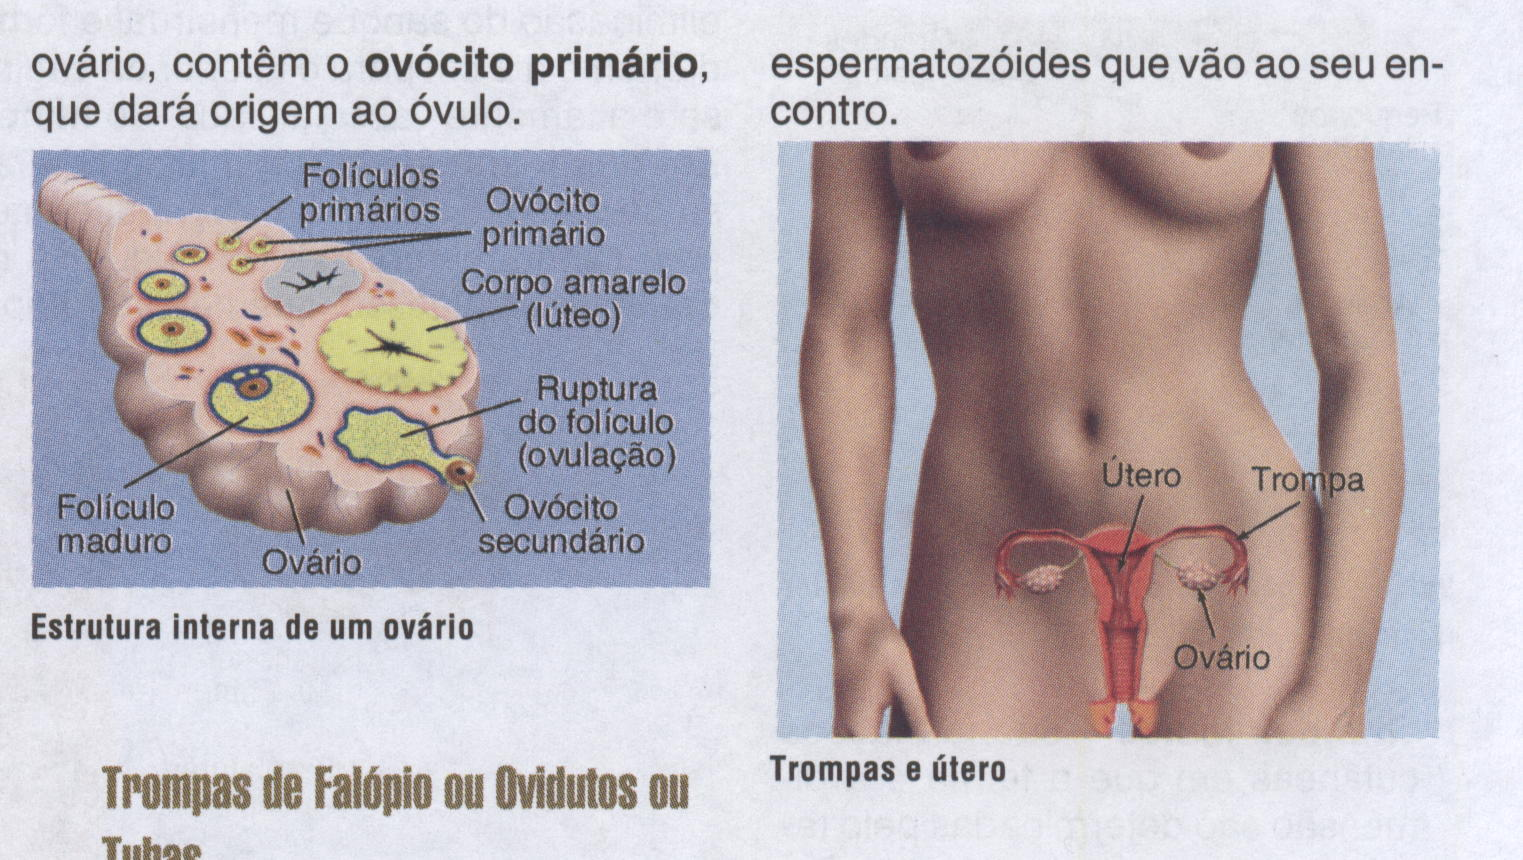 ovário, contêm o ovócito primário,
que dará origem ao óvulo.
Folículos
primários
Ovócito
primário
Corpo amarelo
(lúteo)
Ruptura
do folículo
(ovulação)
Ovócito
secundário
Folículo
maduro
Ovário
Estrutura interna de um ovário
Trompas de Falópio ou Ovidutos ou
Tubas
espermatozóides que vão ao seu en-
contro.
Útero
Trompa
Ovário
Trompas e útero